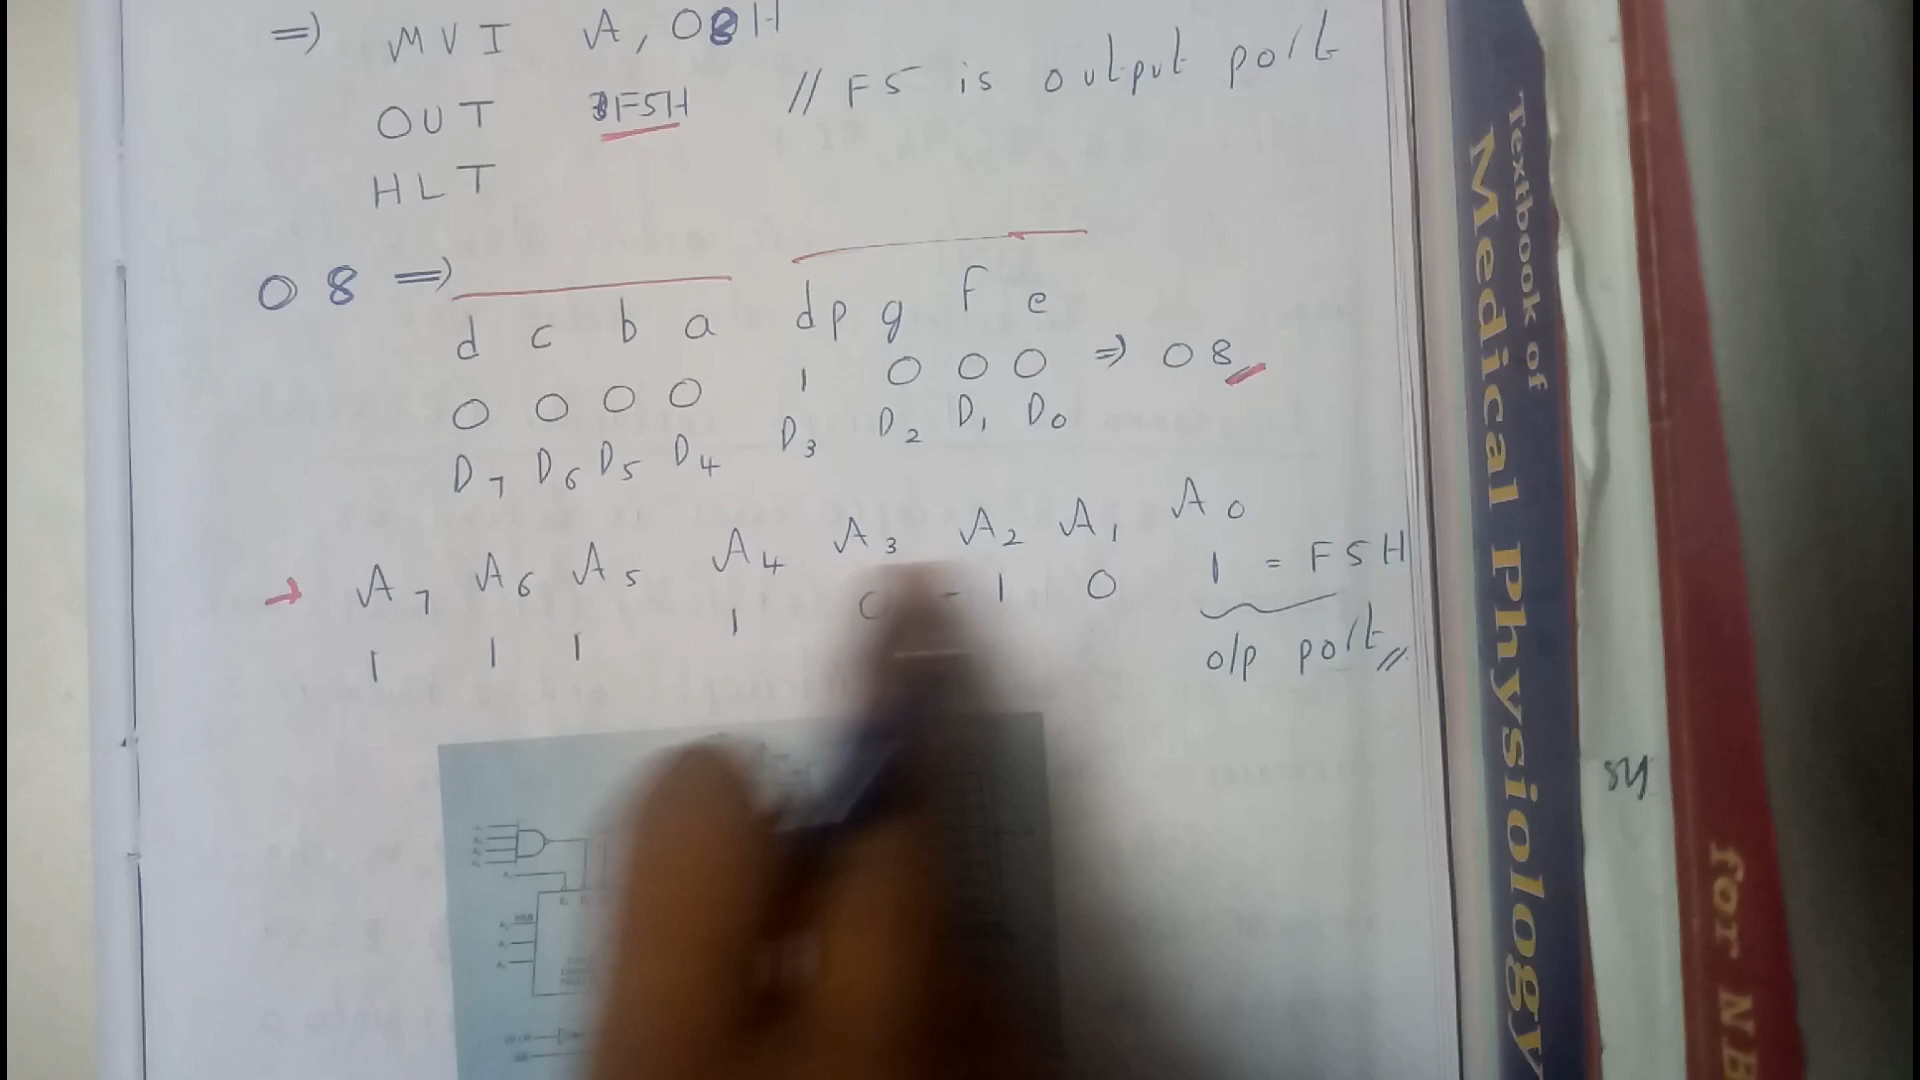 => MVI A, 08H
OUT F5H // F5 is output port
HLT
08 => d c b a dp g f e
0 0 0 0 1 0 0 0 => 08
D7 D6 D5 D4 D3 D2 D1 D0
→ A7 A6 A5 A4 A3 A2 A1 A0
1 1 1 1 0 1 0 1 = F5H
o/p port //
Textbook of
Medical Physiology
sy
for NB